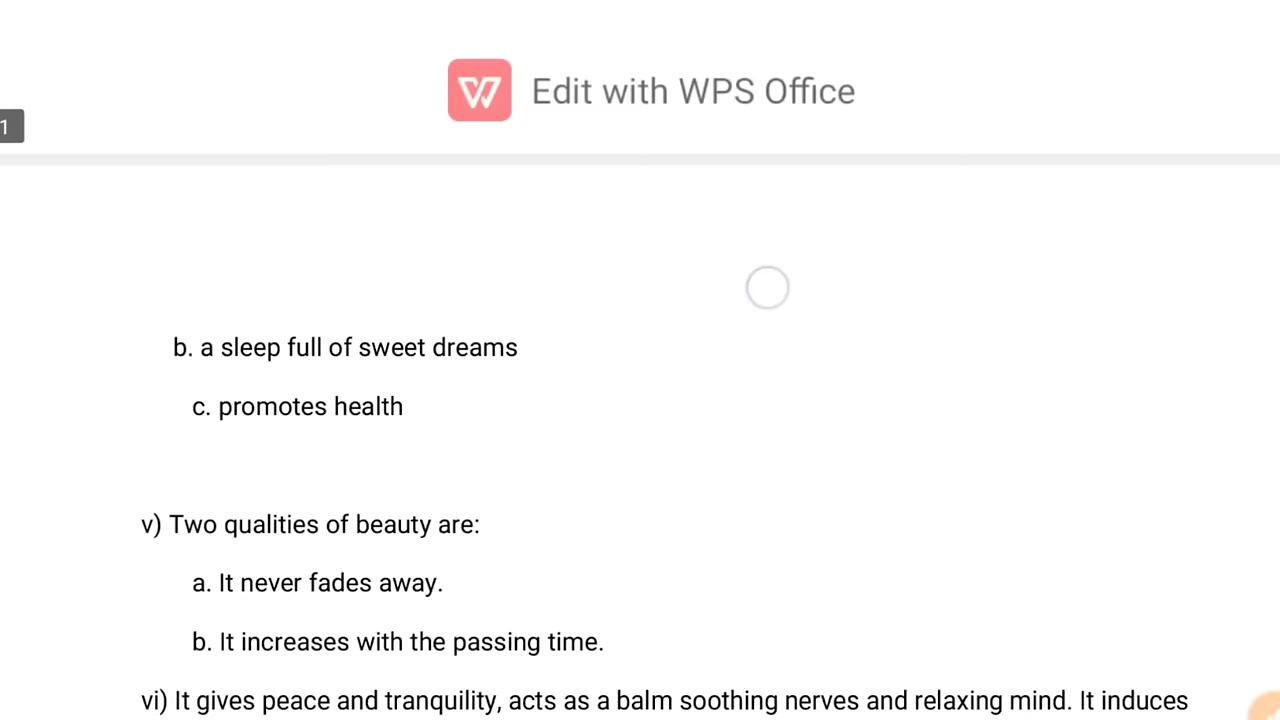 Edit with WPS Office
1
b. a sleep full of sweet dreams
c. promotes health
v) Two qualities of beauty are:
a. It never fades away.
b. It increases with the passing time.
vi) It gives peace and tranquility, acts as a balm soothing nerves and relaxing mind. It induces